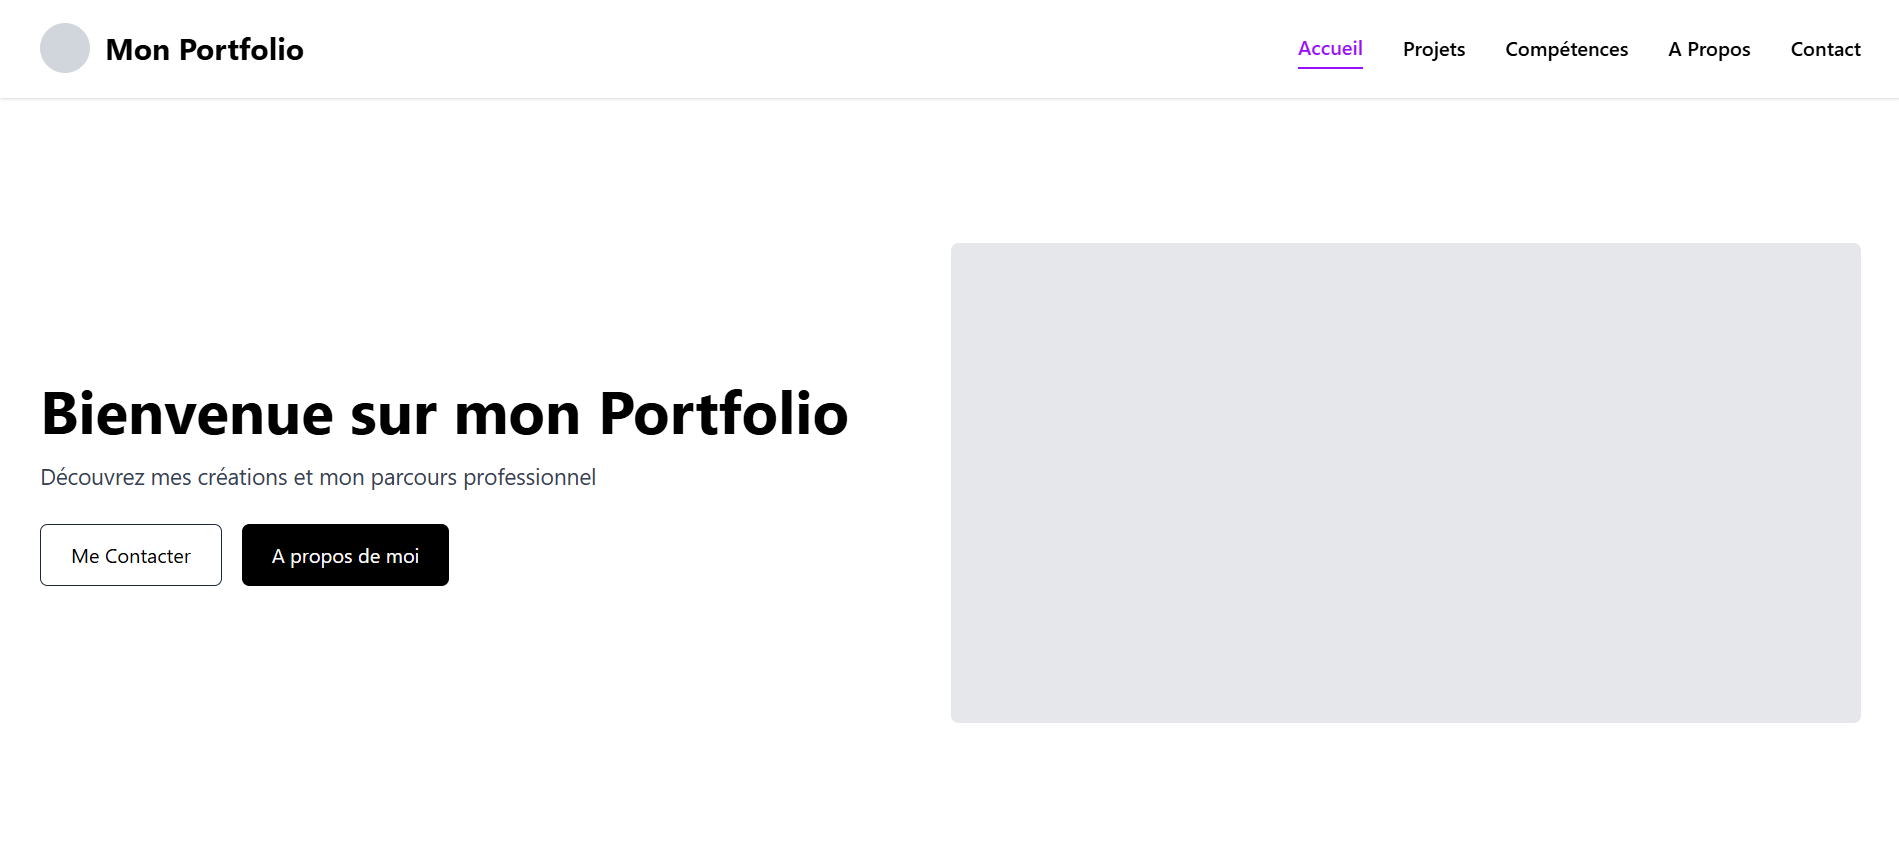 Mon Portfolio
Accueil Projets Compétences A Propos Contact
Bienvenue sur mon Portfolio
Découvrez mes créations et mon parcours professionnel
Me Contacter A propos de moi